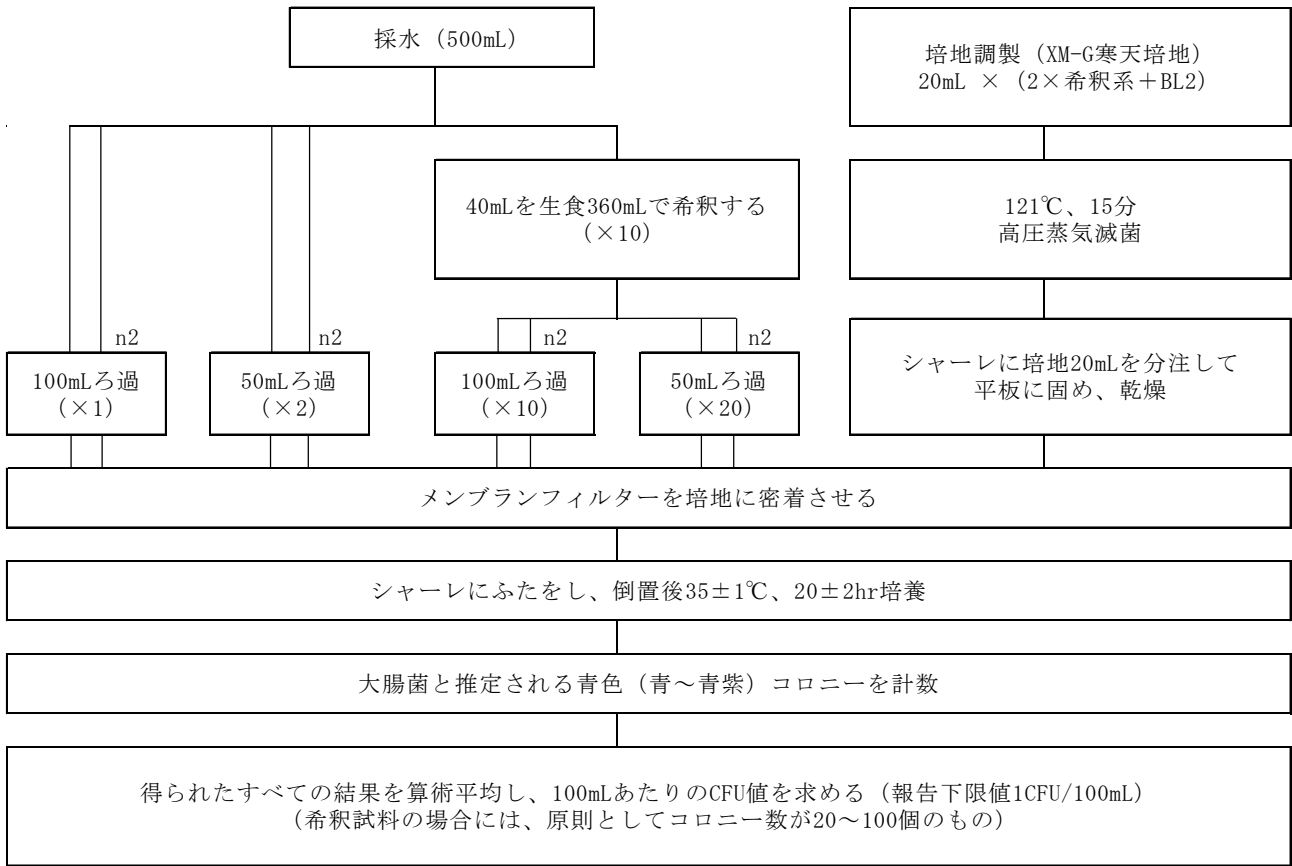 採水（500mL）
培地調製（XM-G寒天培地）
20mL ×（2×希釈系＋BL2）
40mLを生食360mLで希釈する
（×10）
121℃、15分
高圧蒸気滅菌
n2
n2
n2
n2
100mLろ過
（×1）
50mLろ過
（×2）
100mLろ過
（×10）
50mLろ過
（×20）
シャーレに培地20mLを分注して
平板に固め、乾燥
メンブランフィルターを培地に密着させる
シャーレにふたをし、倒置後35±1℃、20±2hr培養
大腸菌と推定される青色（青～青紫）コロニーを計数
得られたすべての結果を算術平均し、100mLあたりのCFU値を求める（報告下限値1CFU/100mL）
（希釈試料の場合には、原則としてコロニー数が20～100個のもの）